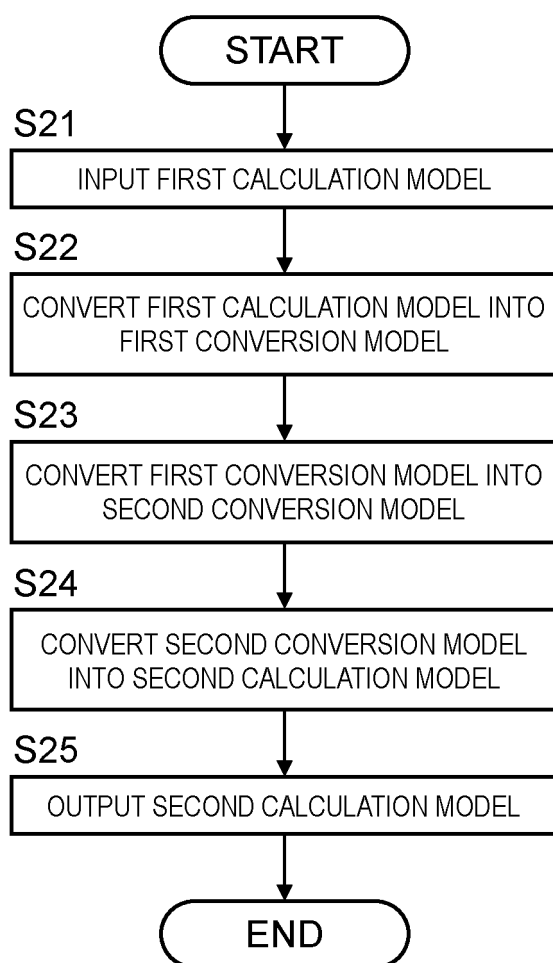 START
S21
INPUT FIRST CALCULATION MODEL
S22
CONVERT FIRST CALCULATION MODEL INTO
FIRST CONVERSION MODEL
S23
CONVERT FIRST CONVERSION MODEL INTO
SECOND CONVERSION MODEL
S24
CONVERT SECOND CONVERSION MODEL
INTO SECOND CALCULATION MODEL
S25
OUTPUT SECOND CALCULATION MODEL
END